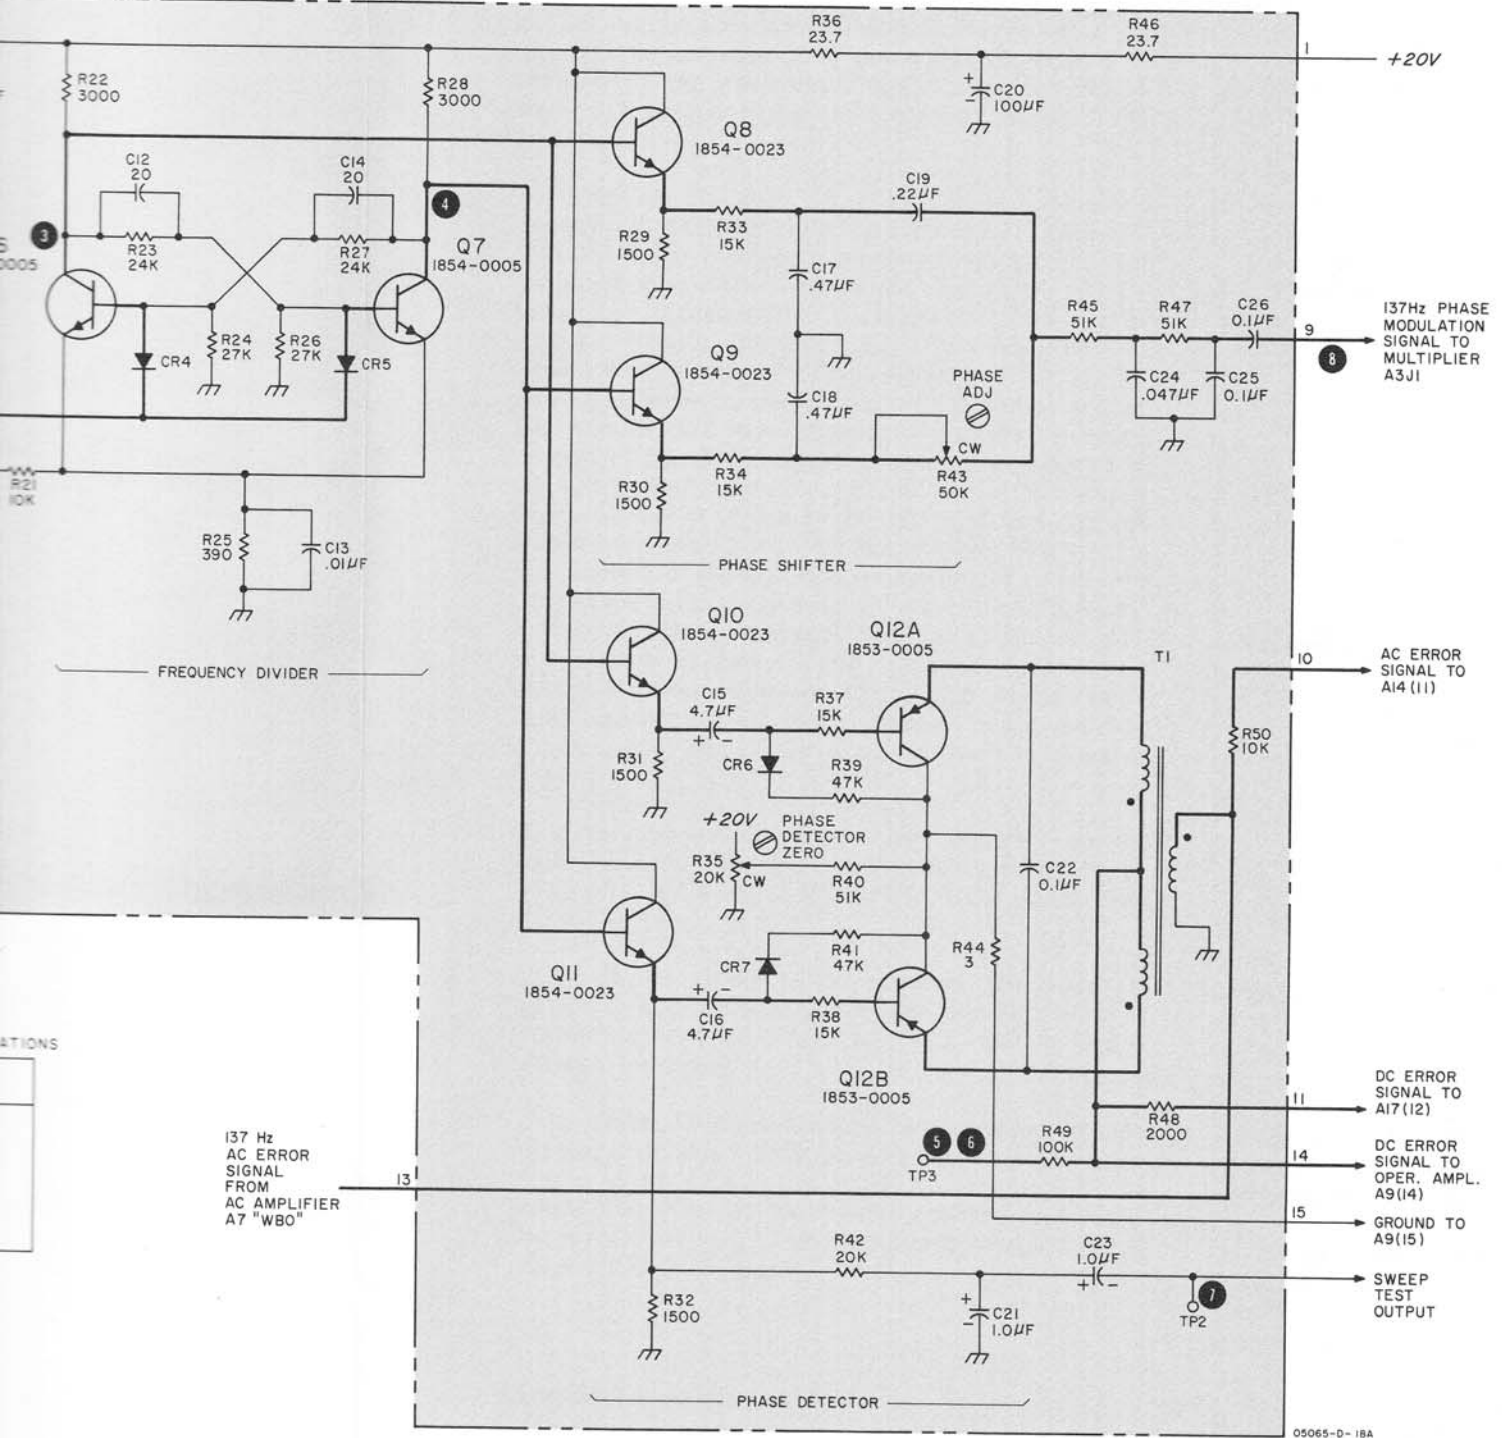 R36
23.7
R46
23.7
1
+20V
R22
3000
R28
3000
+
-
C20
100µF
Q8
1854-0023
C12
20
C14
20
C19
.22µF
3
4
R23
24K
R27
24K
Q7
1854-0005
R29
1500
R33
15K
C17
.47µF
0005
R24
27K
R26
27K
CR4
CR5
Q9
1854-0023
R45
51K
R47
51K
C26
0.1µF
9
8
137Hz PHASE
MODULATION
SIGNAL TO
MULTIPLIER
A3J1
C18
.47µF
PHASE
ADJ
CW
C24
.047µF
C25
0.1µF
R21
10K
R30
1500
R34
15K
R43
50K
R25
390
C13
.01µF
PHASE SHIFTER
FREQUENCY DIVIDER
Q10
1854-0023
Q12A
1853-0005
T1
10
AC ERROR
SIGNAL TO
A14(11)
C15
4.7µF
+
-
R37
15K
R31
1500
CR6
R39
47K
R50
10K
+20V
PHASE
DETECTOR
ZERO
R35
20K
CW
R40
51K
C22
0.1µF
Q11
1854-0023
CR7
R41
47K
R44
3
+
-
C16
4.7µF
R38
15K
Q12B
1853-0005
ATIONS
11
DC ERROR
SIGNAL TO
A17(12)
R48
2000
137 Hz
AC ERROR
SIGNAL
FROM
AC AMPLIFIER
A7 "WBO"
13
5
6
TP3
R49
100K
14
DC ERROR
SIGNAL TO
OPER. AMPL.
A9(14)
15
GROUND TO
A9(15)
R42
20K
C23
1.0µF
+
-
R32
1500
+
-
C21
1.0µF
7
TP2
SWEEP
TEST
OUTPUT
PHASE DETECTOR
05065-D-18A